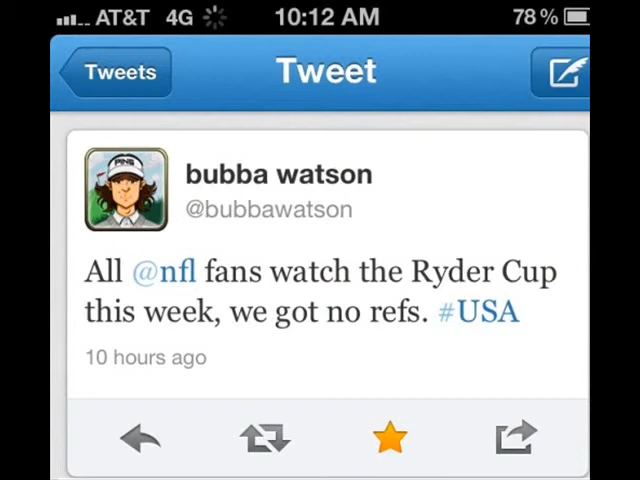 AT&T 4G 10:12 AM 78%
Tweets Tweet
PING
bubba watson
@bubbawatson
All @nfl fans watch the Ryder Cup
this week, we got no refs. #USA
10 hours ago